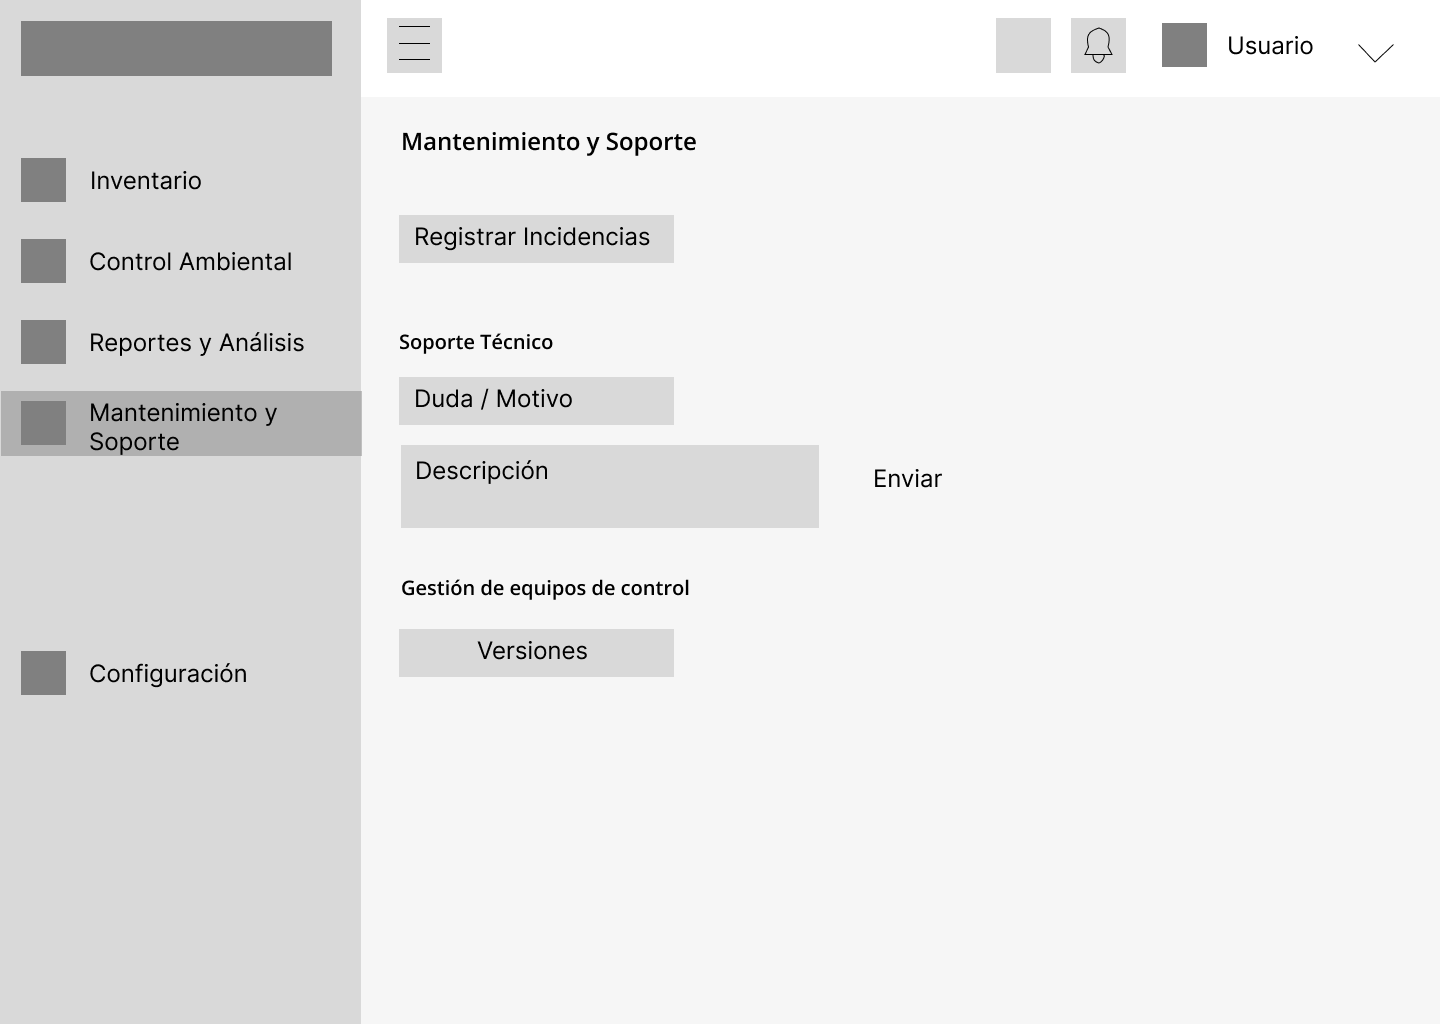 Usuario
Inventario
Control Ambiental
Reportes y Análisis
Mantenimiento y
Soporte
Configuración
Mantenimiento y Soporte
Registrar Incidencias
Soporte Técnico
Duda / Motivo
Descripción
Enviar
Gestión de equipos de control
Versiones